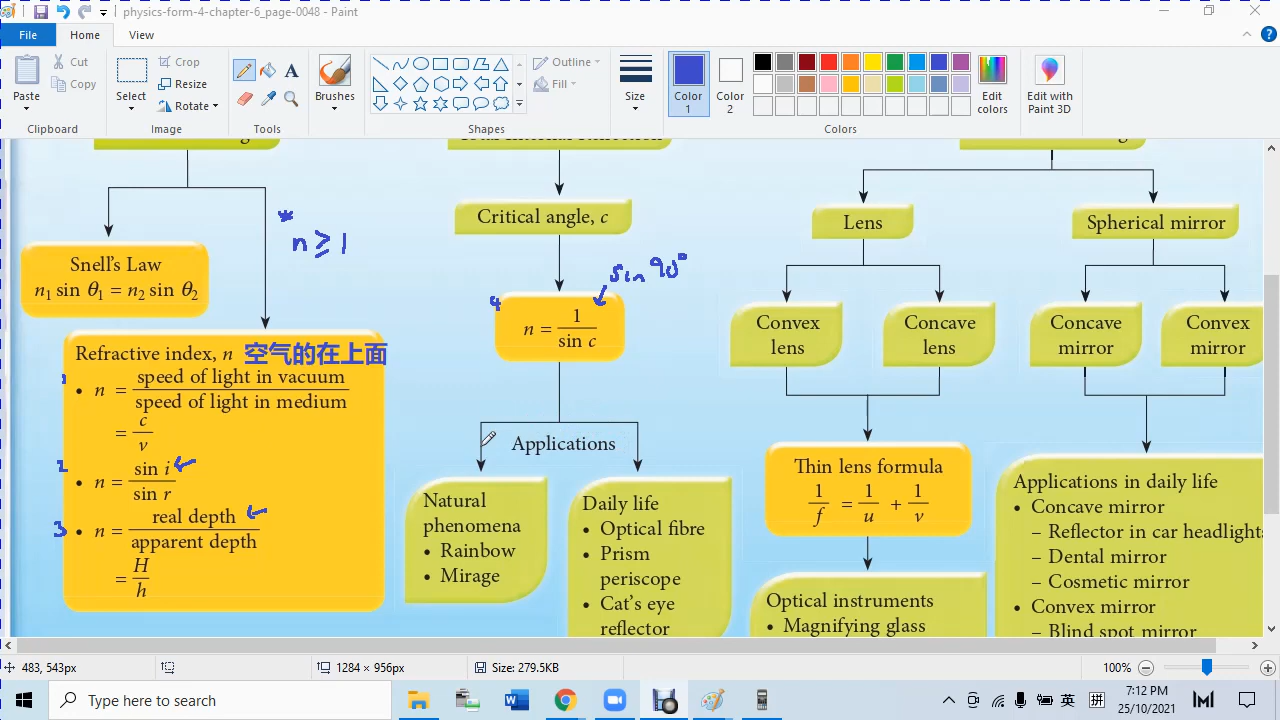 physics-form-4-chapter-6_page-0048 - Paint
File Home View
Paste Cut Copy Select Crop Resize Rotate Brushes Outline Fill Size Color 1 Color 2 Edit colors Edit with Paint 3D
Clipboard Image Tools Shapes Colors
Critical angle, c
Lens
Spherical mirror
* n ⩾ 1
Snell's Law
n₁ sin θ₁ = n₂ sin θ₂
sin 90°
4
n = 1 / sin c
Convex lens
Concave lens
Concave mirror
Convex mirror
Refractive index, n 空气的在上面
1 • n = speed of light in vacuum / speed of light in medium
= c / v
2 • n = sin i / sin r
3 • n = real depth / apparent depth
= H / h
Applications
Natural phenomena
• Rainbow
• Mirage
Daily life
• Optical fibre
• Prism periscope
• Cat's eye reflector
Thin lens formula
1/f = 1/u + 1/v
Optical instruments
• Magnifying glass
Applications in daily life
• Concave mirror
– Reflector in car headlights
– Dental mirror
– Cosmetic mirror
• Convex mirror
– Blind spot mirror
483, 543px 1284 × 956px Size: 279.5KB 100%
Type here to search
英 拼 7:12 PM
25/10/2021